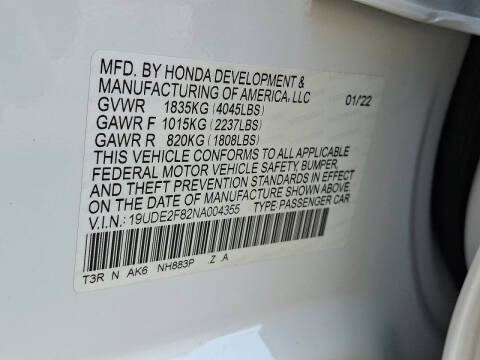 MFD. BY HONDA DEVELOPMENT &
MANUFACTURING OF AMERICA, LLC 01/22
GVWR 1835KG (4045LBS)
GAWR F 1015KG (2237LBS)
GAWR R 820KG (1808LBS)
THIS VEHICLE CONFORMS TO ALL APPLICABLE
FEDERAL MOTOR VEHICLE SAFETY, BUMPER,
AND THEFT PREVENTION STANDARDS IN EFFECT
ON THE DATE OF MANUFACTURE SHOWN ABOVE.
V.I.N.: 19UDE2F82NA004355 TYPE:PASSENGER CAR
T3R N AK6 NH883P Z A